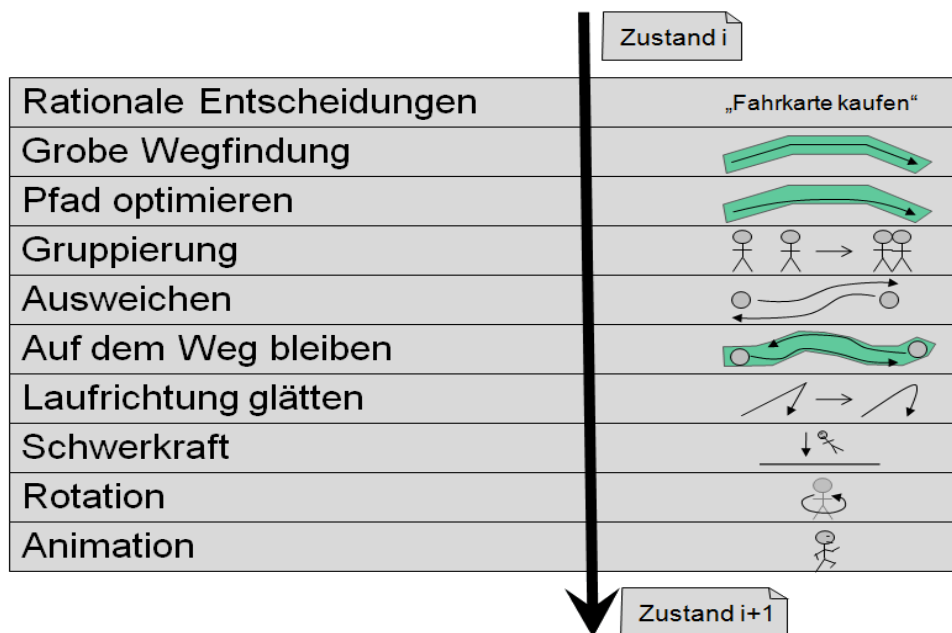 Zustand i
Rationale Entscheidungen
„Fahrkarte kaufen“
Grobe Wegfindung
Pfad optimieren
Gruppierung
Ausweichen
Auf dem Weg bleiben
Laufrichtung glätten
Schwerkraft
Rotation
Animation
Zustand i+1